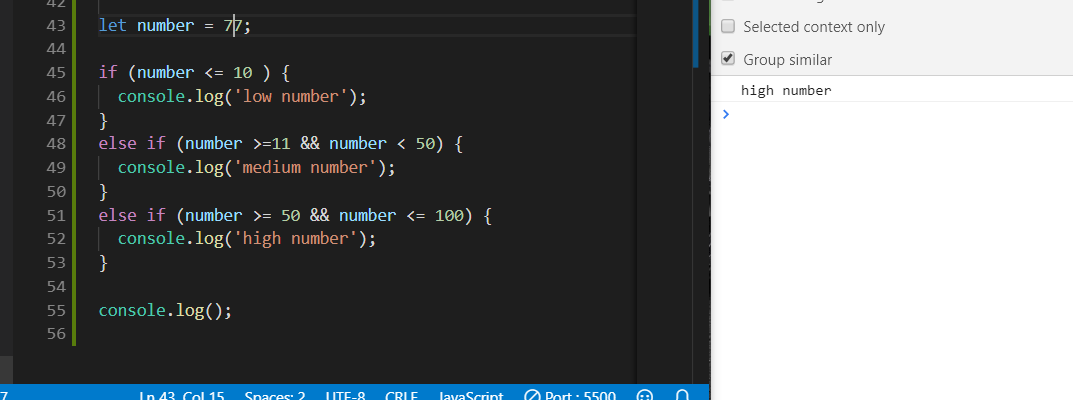 42
43 let number = 77;
44
45 if (number <= 10 ) {
46   console.log('low number');
47 }
48 else if (number >=11 && number < 50) {
49   console.log('medium number');
50 }
51 else if (number >= 50 && number <= 100) {
52   console.log('high number');
53 }
54
55 console.log();
56
7 Ln 43, Col 15 Spaces: 2 UTF-8 CRLF JavaScript Port : 5500
Selected context only
Group similar
high number